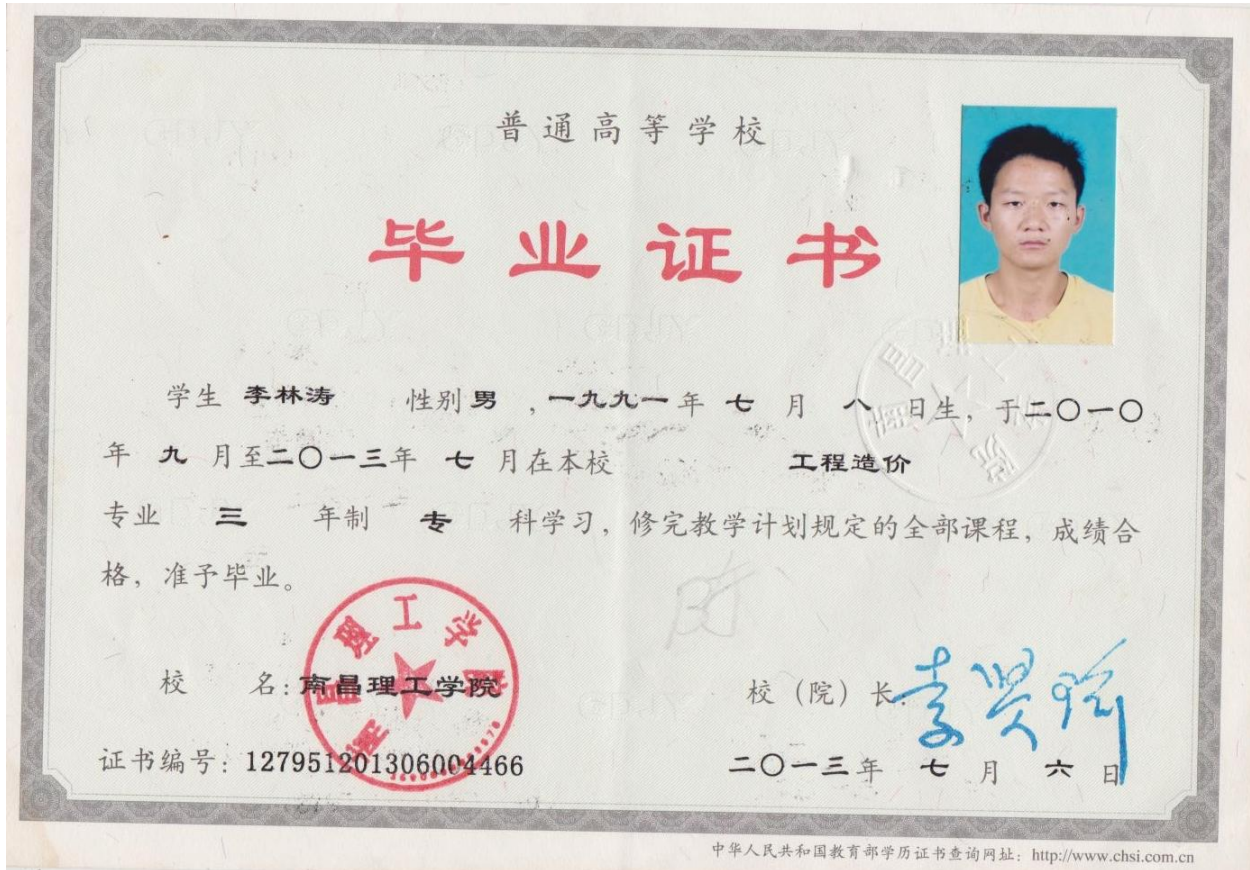 普通高等学校
毕业证书
学生 李林涛 性别 男 ,一九九一年 七 月 八 日生, 于二〇一〇
年 九 月至二〇一三年 七 月在本校 工程造价
专业 三 年制 专 科学习, 修完教学计划规定的全部课程, 成绩合
格, 准予毕业。
理工学院
校 名: 南昌理工学院
校 (院) 长:
证书编号: 127951201306004466
二〇一三年 七 月 六 日
中华人民共和国教育部学历证书查询网址: http://www.chsi.com.cn